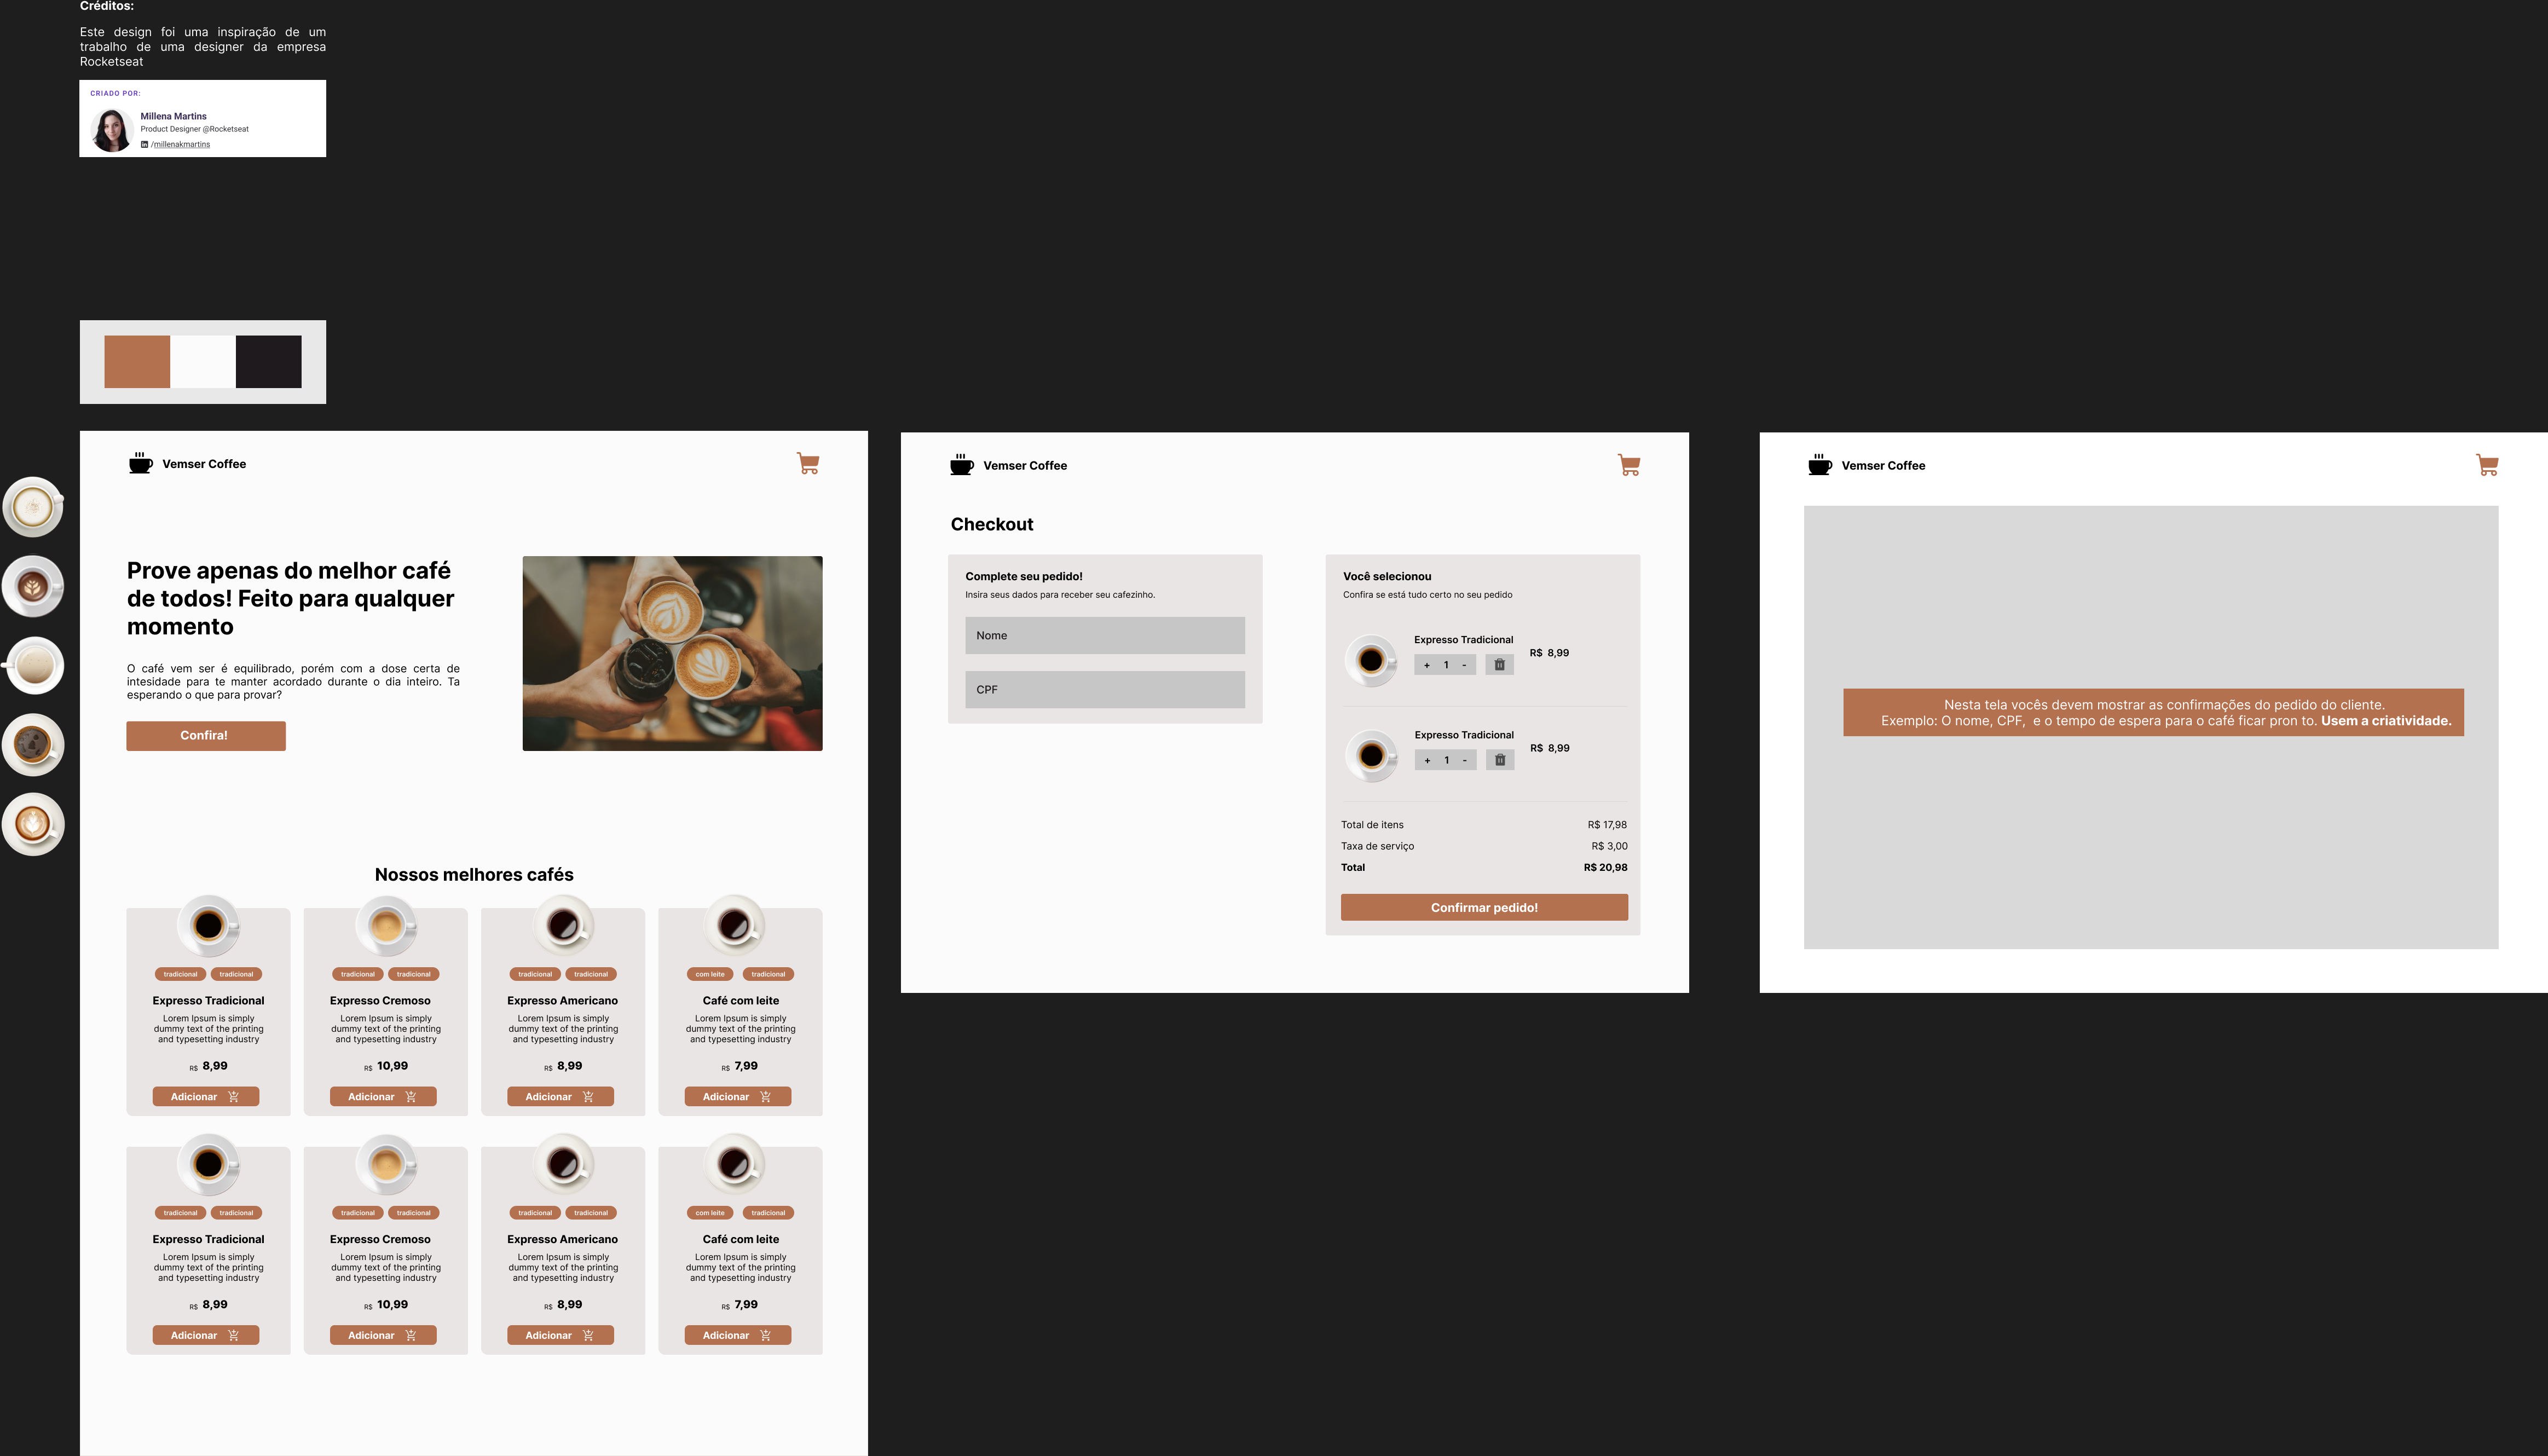 Créditos:
Este design foi uma inspiração de um
trabalho de uma designer da empresa
Rocketseat
CRIADO POR:
Millena Martins
Product Designer @Rocketseat
/millenakmartins
Vemser Coffee
Prove apenas do melhor café
de todos! Feito para qualquer
momento
O café vem ser é equilibrado, porém com a dose certa de
intesidade para te manter acordado durante o dia inteiro. Ta
esperando o que para provar?
Confira!
Nossos melhores cafés
tradicional tradicional
Expresso Tradicional
Lorem Ipsum is simply
dummy text of the printing
and typesetting industry
R$ 8,99
Adicionar
tradicional tradicional
Expresso Cremoso
Lorem Ipsum is simply
dummy text of the printing
and typesetting industry
R$ 10,99
Adicionar
tradicional tradicional
Expresso Americano
Lorem Ipsum is simply
dummy text of the printing
and typesetting industry
R$ 8,99
Adicionar
com leite tradicional
Café com leite
Lorem Ipsum is simply
dummy text of the printing
and typesetting industry
R$ 7,99
Adicionar
tradicional tradicional
Expresso Tradicional
Lorem Ipsum is simply
dummy text of the printing
and typesetting industry
R$ 8,99
Adicionar
tradicional tradicional
Expresso Cremoso
Lorem Ipsum is simply
dummy text of the printing
and typesetting industry
R$ 10,99
Adicionar
tradicional tradicional
Expresso Americano
Lorem Ipsum is simply
dummy text of the printing
and typesetting industry
R$ 8,99
Adicionar
com leite tradicional
Café com leite
Lorem Ipsum is simply
dummy text of the printing
and typesetting industry
R$ 7,99
Adicionar
Vemser Coffee
Checkout
Complete seu pedido!
Insira seus dados para receber seu cafezinho.
Nome
CPF
Você selecionou
Confira se está tudo certo no seu pedido
Expresso Tradicional
+ 1 -
R$ 8,99
Expresso Tradicional
+ 1 -
R$ 8,99
Total de itens R$ 17,98
Taxa de serviço R$ 3,00
Total R$ 20,98
Confirmar pedido!
Vemser Coffee
Nesta tela vocês devem mostrar as confirmações do pedido do cliente.
Exemplo: O nome, CPF, e o tempo de espera para o café ficar pron to. Usem a criatividade.